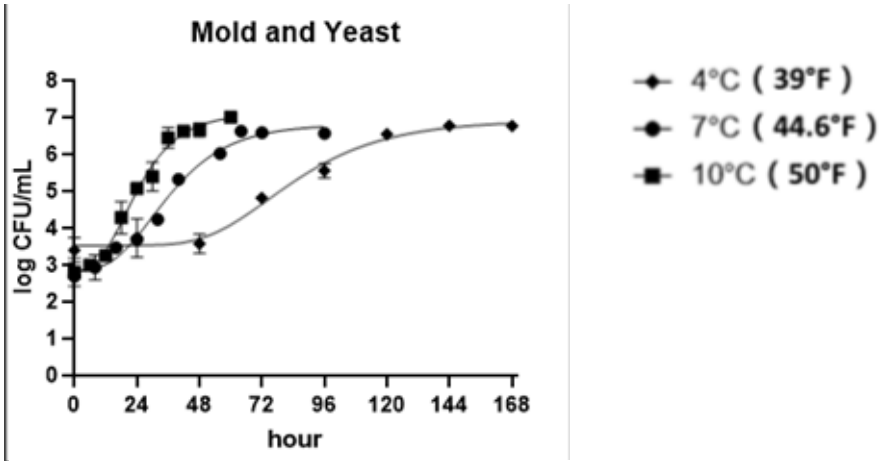 Mold and Yeast
8
7
6
5
4
3
2
1
0
log CFU/mL
0 24 48 72 96 120 144 168
hour
4°C ( 39°F )
7°C ( 44.6°F )
10°C ( 50°F )